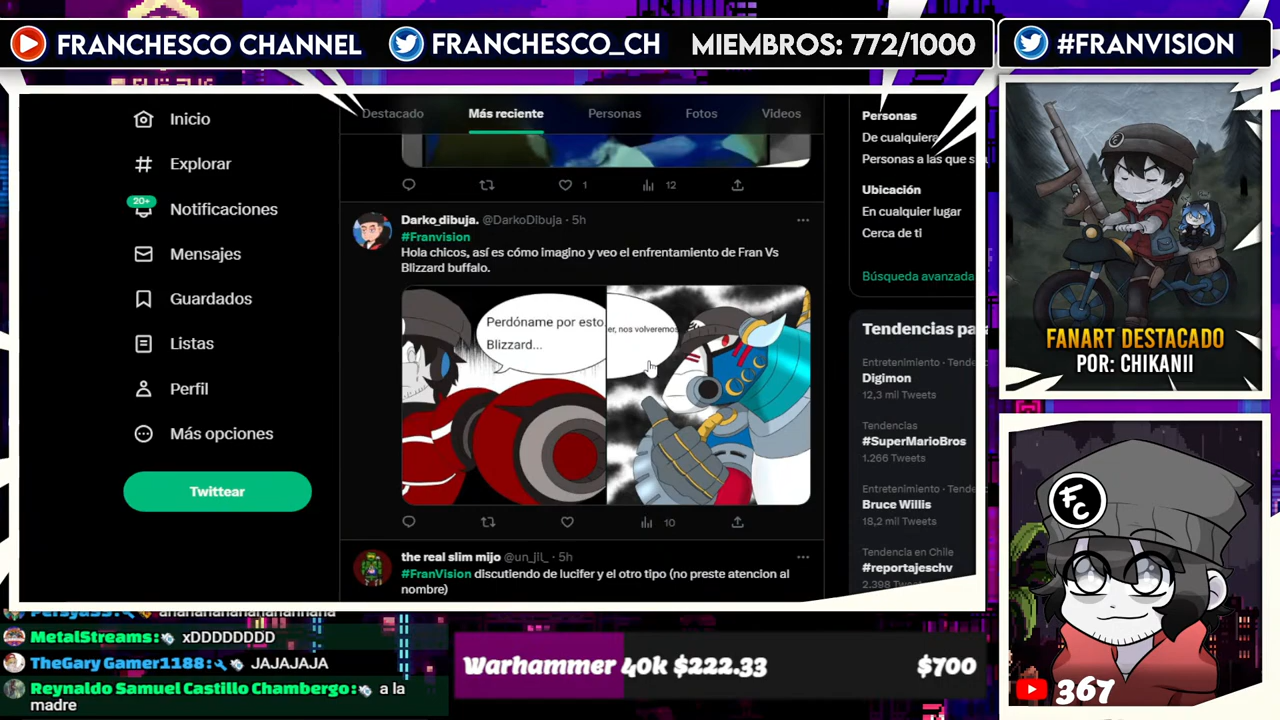 FRANCHESCO CHANNEL
FRANCHESCO_CH
MIEMBROS: 772/1000
#FRANVISION
Inicio
Explorar
20+
Notificaciones
Mensajes
Guardados
Listas
Perfil
Más opciones
Twittear
Destacado
Más reciente
Personas
Fotos
Videos
1
12
Darko_dibuja. @DarkoDibuja · 5h
#Franvision
Hola chicos, así es cómo imagino y veo el enfrentamiento de Fran Vs
Blizzard buffalo.
Perdóname por esto
Blizzard...
er, nos volveremos
10
the real slim mijo @un_jil_ · 5h
#FranVision discutiendo de lucifer y el otro tipo (no preste atencion al
nombre)
Personas
De cualquiera
Personas a las que s
Ubicación
En cualquier lugar
Cerca de ti
Búsqueda avanzada
Tendencias pa
Entretenimiento · Tende
Digimon
12,3 mil Tweets
Tendencias
#SuperMarioBros
1.266 Tweets
Entretenimiento · Tende
Bruce Willis
18,2 mil Tweets
Tendencia en Chile
#reportajeschv
2.398 Tweets
FANART DESTACADO
POR: CHIKANII
FC
367
MetalStreams: xDDDDDDDD
TheGary Gamer1188: JAJAJAJA
Reynaldo Samuel Castillo Chambergo: a la
madre
Warhammer 40k $222.33
$700